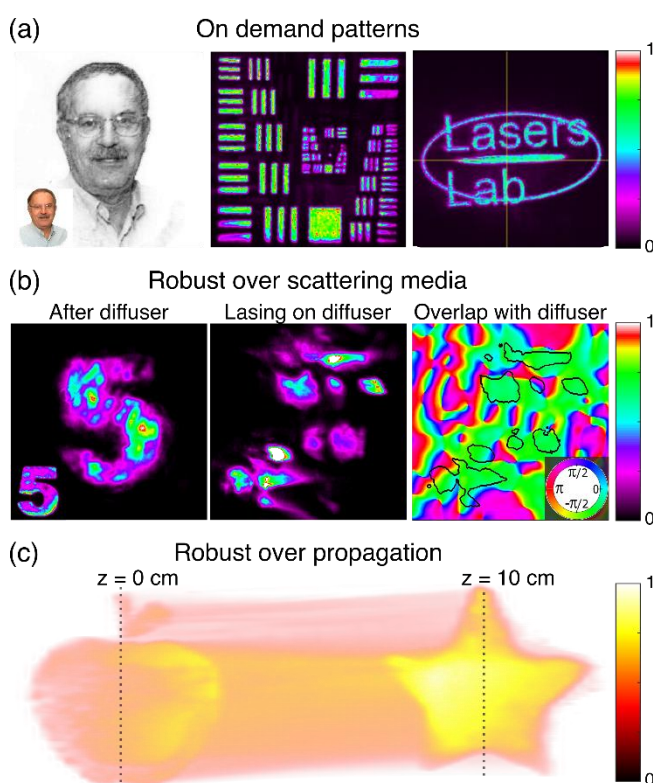 (a) On demand patterns
1
Lasers
Lab
0
(b) Robust over scattering media
After diffuser Lasing on diffuser Overlap with diffuser
1
5
5
π/2
π 0
-π/2
0
(c) Robust over propagation
z = 0 cm z = 10 cm
1
0